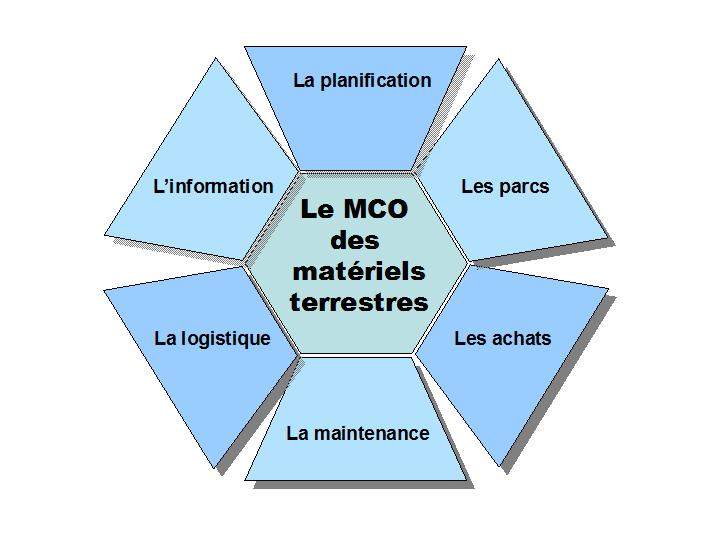 La planification
L'information
Les parcs
Le MCO
des
matériels
terrestres
La logistique
Les achats
La maintenance